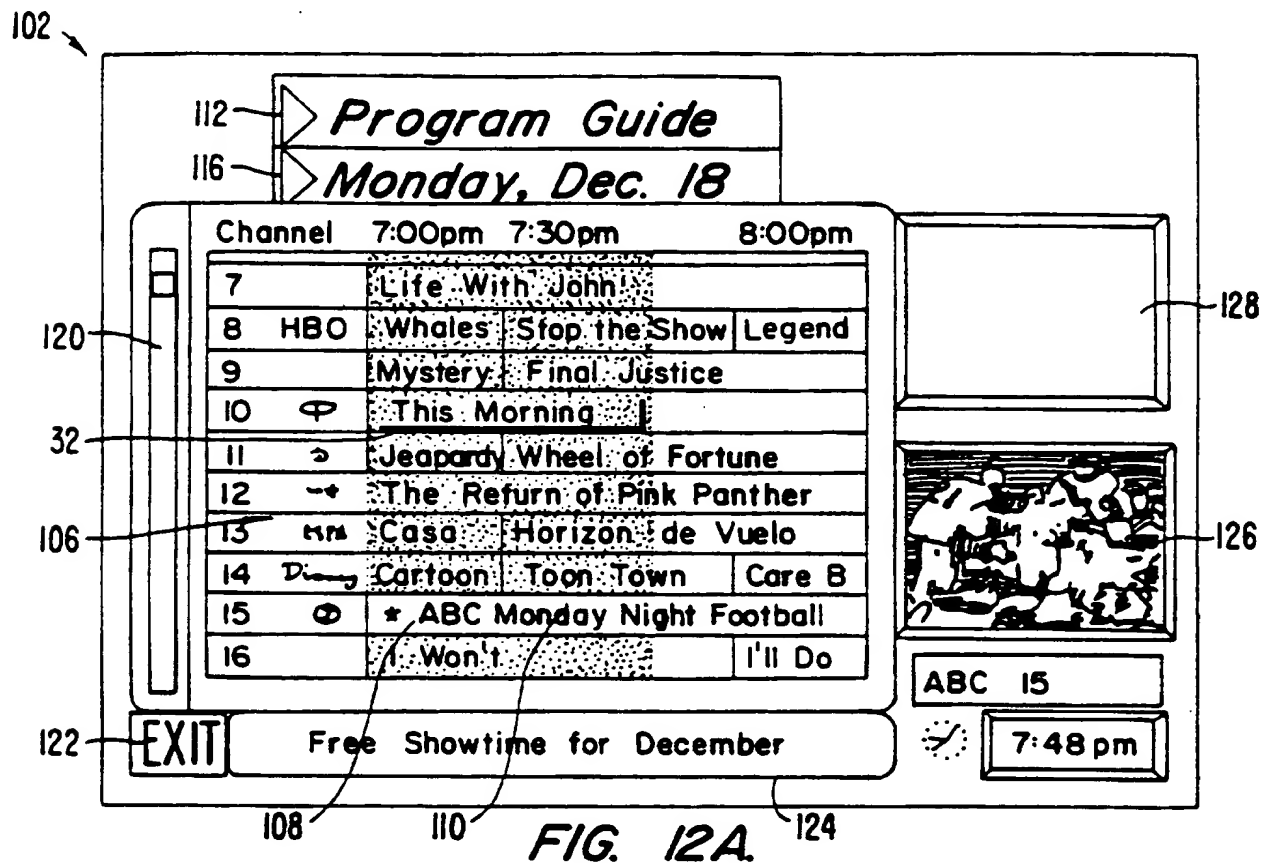 102
112
Program Guide
116
Monday, Dec. 18
Channel 7:00pm 7:30pm 8:00pm
7 Life With John
8 HBO Whales Stop the Show Legend
128
120
9 Mystery Final Justice
10 This Morning
32
11 Jeapardy Wheel of Fortune
12 The Return of Pink Panther
106
13 Casa Horizon de Vuelo
126
14 Disney Cartoon Toon Town Care B
15 * ABC Monday Night Football
16 I Won't I'll Do
ABC 15
122
EXIT Free Showtime for December
7:48 pm
108 110 124
FIG. 12A.